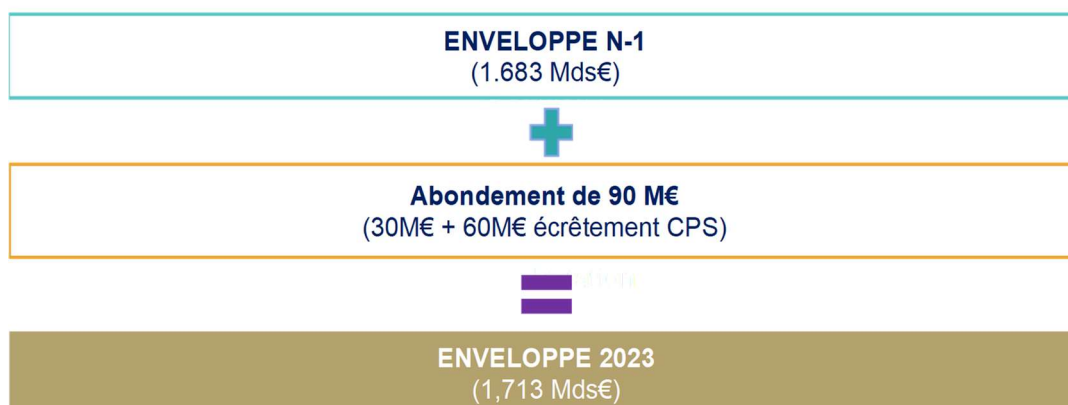 ENVELOPPE N-1
(1.683 Mds€)
Abondement de 90 M€
(30M€ + 60M€ écrêtement CPS)
ENVELOPPE 2023
(1,713 Mds€)